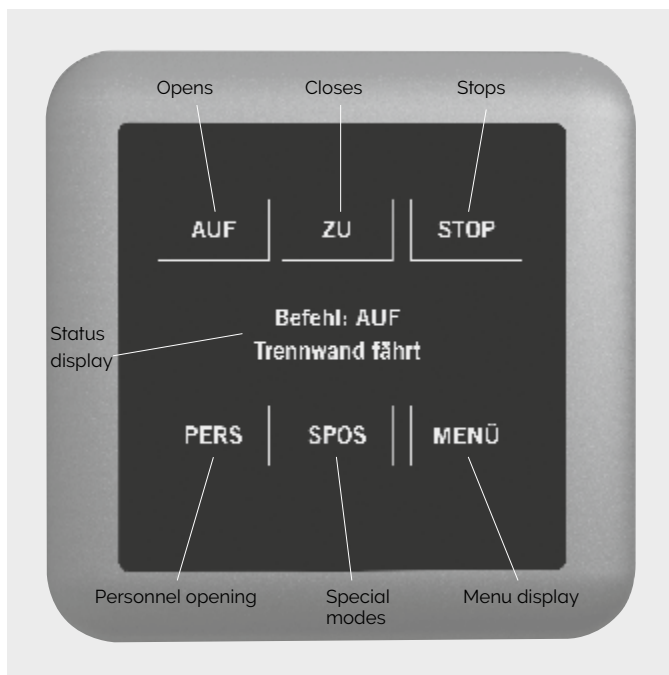 Opens Closes Stops
AUF ZU STOP
Befehl: AUF
Status
display
Trennwand fährt
PERS SPOS MENÜ
Personnel opening Special
modes Menu display